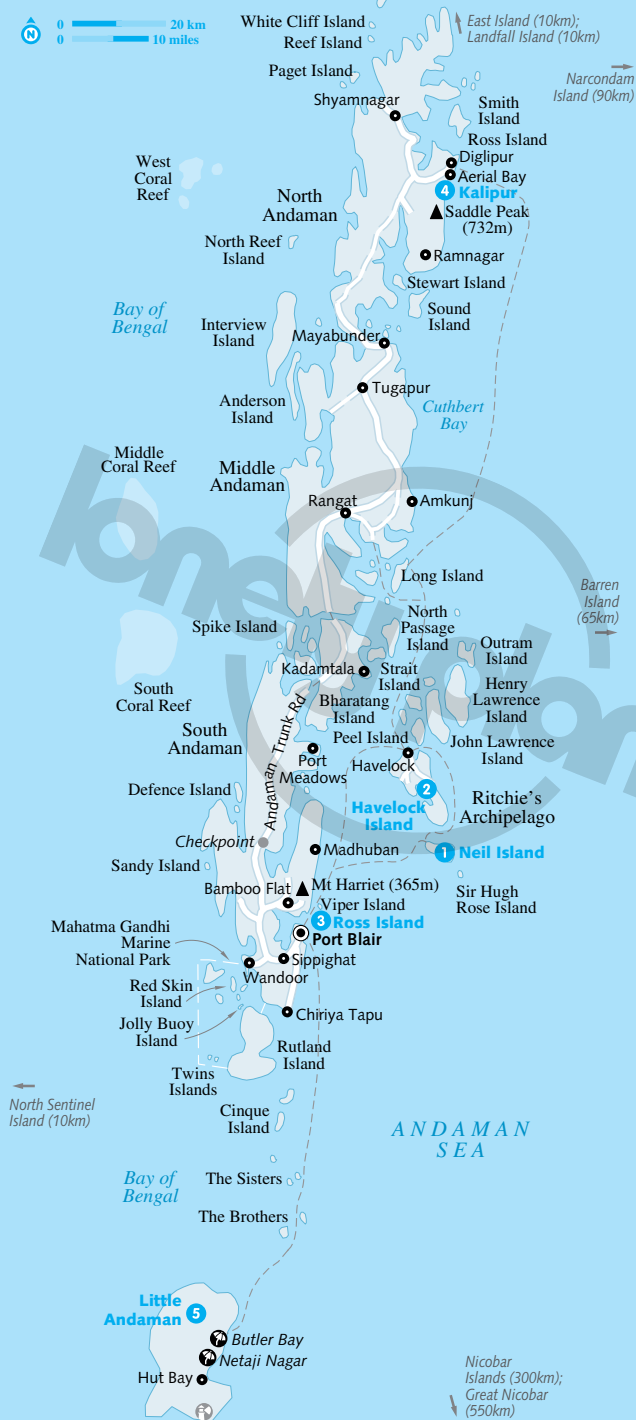 N
0 20 km
0 10 miles
White Cliff Island
Reef Island
Paget Island
Shyamnagar
East Island (10km);
Landfall Island (10km)
Narcondam
Island (90km)
Smith
Island
Ross Island
Diglipur
Aerial Bay
4 Kalipur
Saddle Peak
(732m)
West
Coral
Reef
North
Andaman
North Reef
Island
Ramnagar
Stewart Island
Sound
Island
Bay of
Bengal
Interview
Island
Mayabunder
Tugapur
Anderson
Island
Cuthbert
Bay
Middle
Coral Reef
Middle
Andaman
Rangat
Amkunj
lonely plan
Long Island
Barren
Island
(65km)
Spike Island
North
Passage
Island
Outram
Island
Kadamtala
Strait
Island
Henry
Lawrence
Island
South
Coral Reef
Bharatang
Island
South
Andaman
Andaman Trunk Rd
Peel Island
John Lawrence
Island
Port
Meadows
Havelock
2
Havelock
Island
Ritchie's
Archipelago
Defence Island
Checkpoint
Madhuban
1 Neil Island
Sandy Island
Bamboo Flat
Mt Harriet (365m)
Viper Island
Sir Hugh
Rose Island
3 Ross Island
Port Blair
Mahatma Gandhi
Marine
National Park
Sippighat
Wandoor
Red Skin
Island
Jolly Buoy
Island
Chiriya Tapu
Rutland
Island
Twins
Islands
North Sentinel
Island (10km)
Cinque
Island
ANDAMAN
SEA
Bay of
Bengal
The Sisters
The Brothers
Little
Andaman
5
Butler Bay
Netaji Nagar
Hut Bay
Nicobar
Islands (300km);
Great Nicobar
(550km)